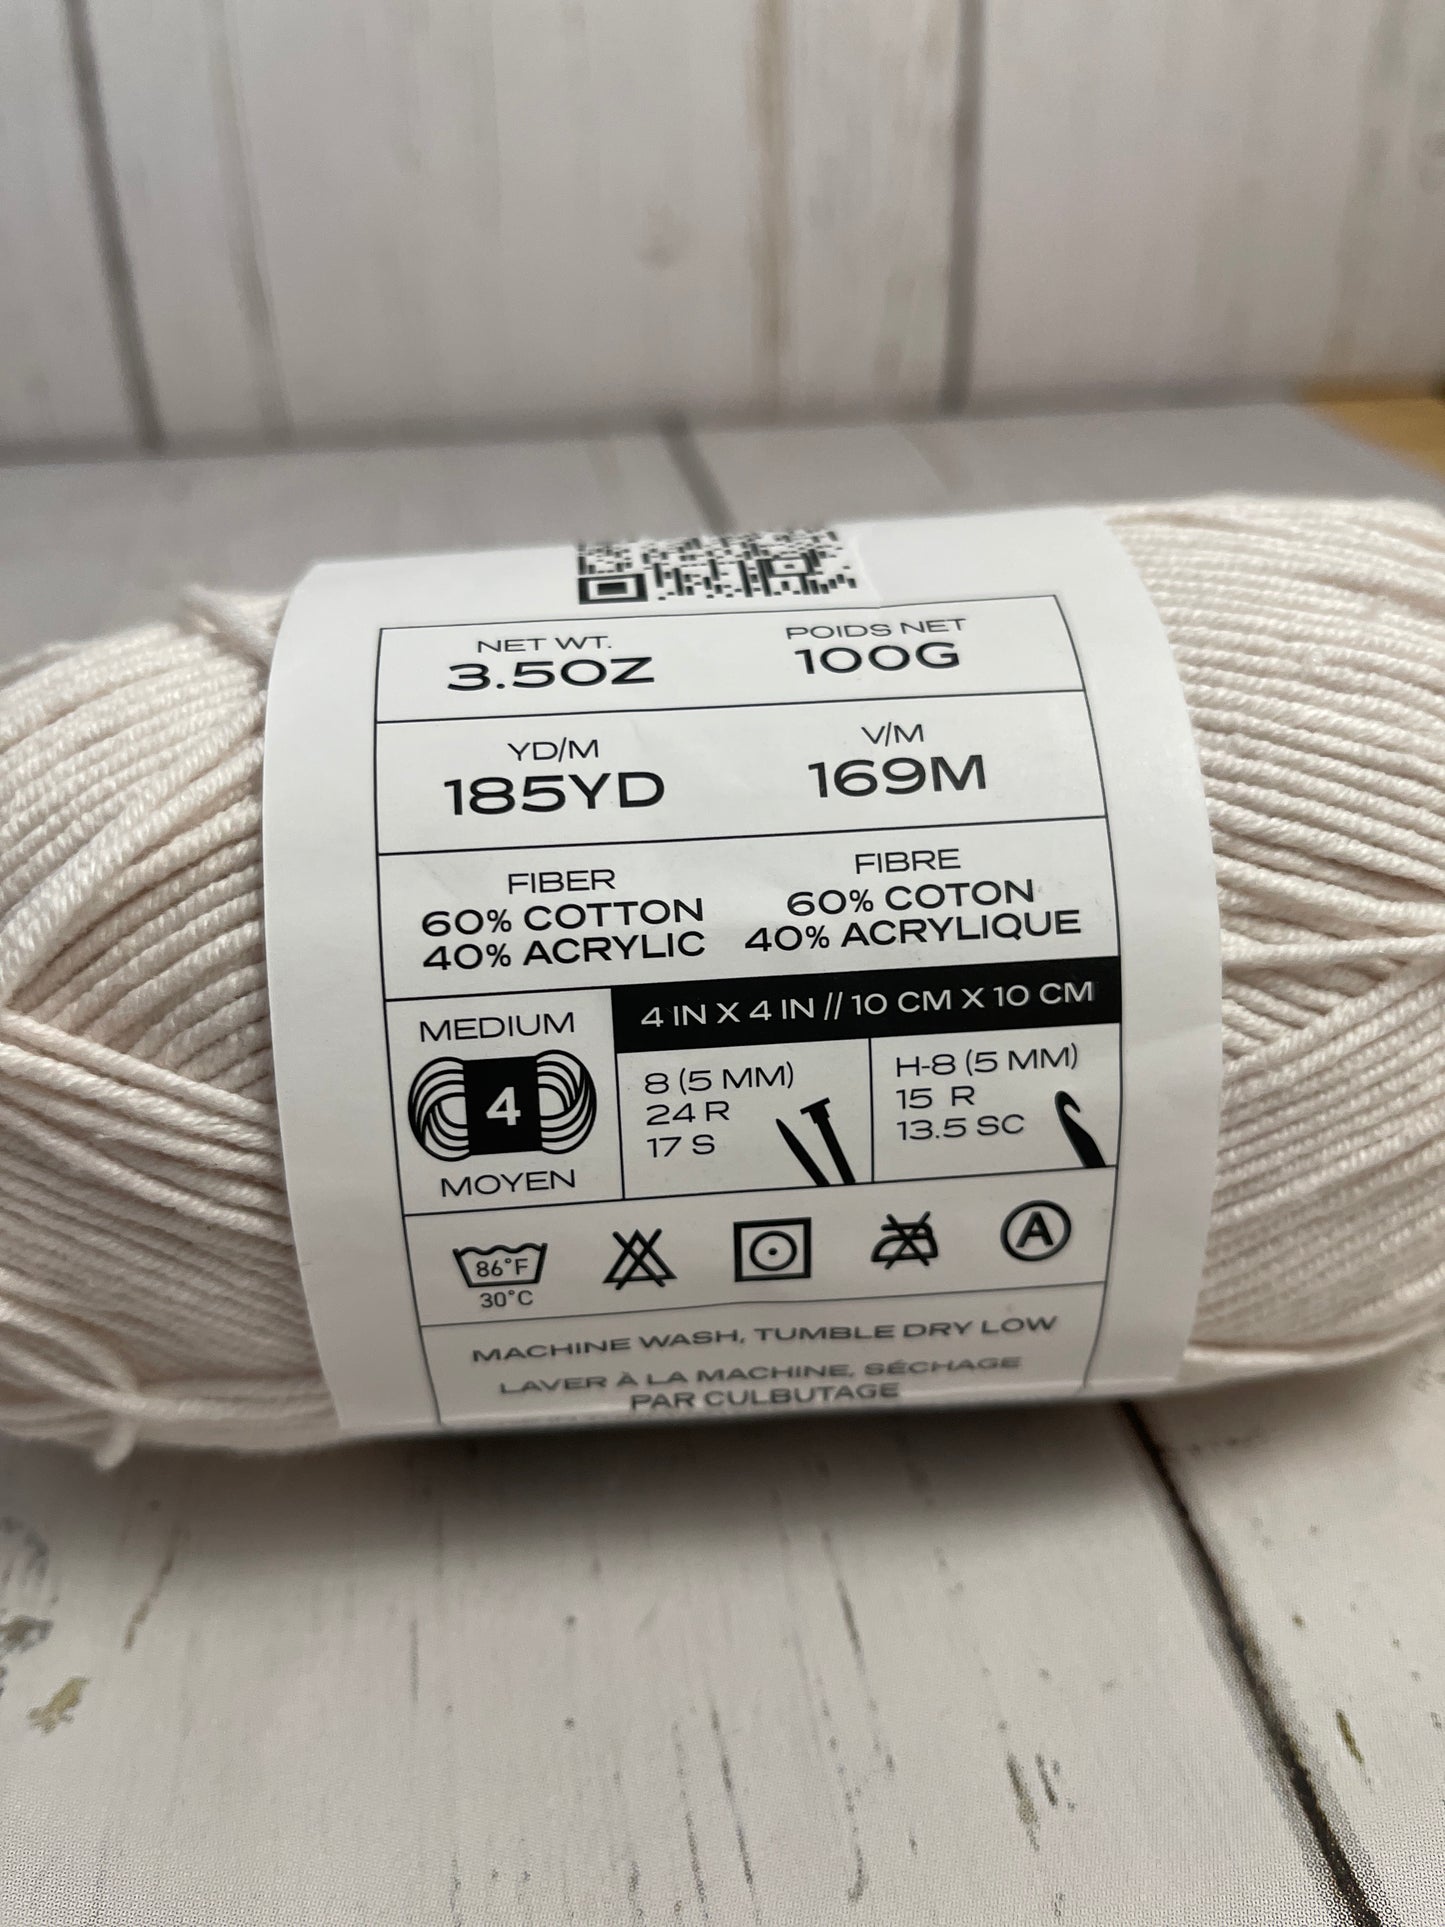 NET WT.
3.5OZ
POIDS NET
100G
YD/M
185YD
V/M
169M
FIBER
60% COTTON
40% ACRYLIC
FIBRE
60% COTON
40% ACRYLIQUE
MEDIUM
4
MOYEN
4 IN X 4 IN // 10 CM X 10 CM
8 (5 MM)
24 R
17 S
H-8 (5 MM)
15 R
13.5 SC
86°F
30°C
A
MACHINE WASH, TUMBLE DRY LOW
LAVER À LA MACHINE, SÉCHAGE
PAR CULBUTAGE